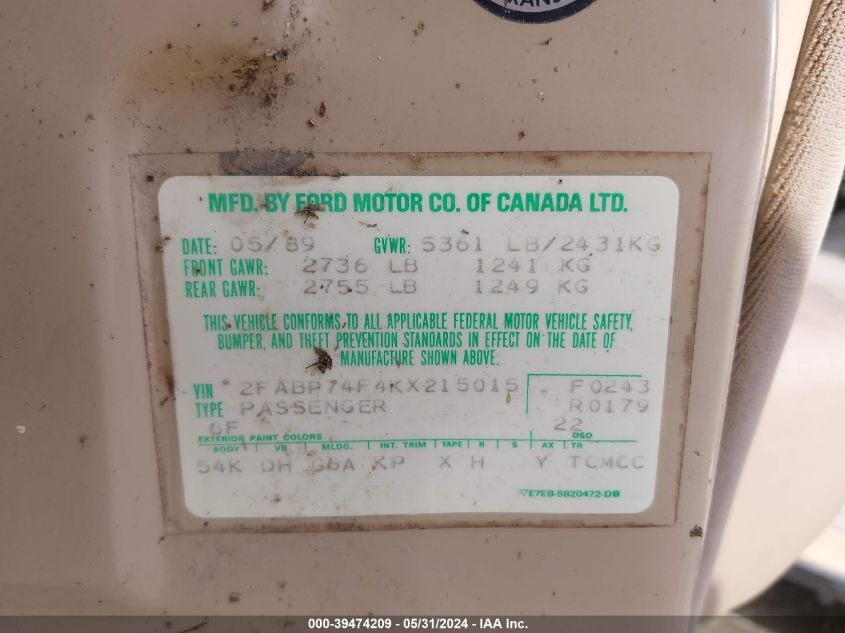 TRANS
MFD. BY FORD MOTOR CO. OF CANADA LTD.
DATE: 05/89 GVWR: 5361 LB/2431KG
FRONT GAWR: 2736 LB 1241 KG
REAR GAWR: 2755 LB 1249 KG
THIS VEHICLE CONFORMS TO ALL APPLICABLE FEDERAL MOTOR VEHICLE SAFETY,
BUMPER, AND THEFT PREVENTION STANDARDS IN EFFECT ON THE DATE OF
MANUFACTURE SHOWN ABOVE.
VIN 2FABP74F4KX215015 F0243
TYPE PASSENGER R0179
6F 22
EXTERIOR PAINT COLORS DSO
BODY VR MLDG. INT. TRIM TAPE R S AX TR
54K DH G6A KP X H Y TCMCC
E7EB-5820472-DB
000-39474209 - 05/31/2024 - IAA Inc.